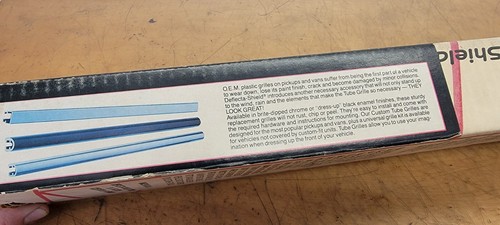 O.E.M. plastic grilles on pickups and vans suffer from being the first part of a vehicle
to wear down, lose its paint finish, crack and become damaged by minor collisions.
Deflecta-Shield® introduces another necessary accessory that will not only stand up
to the wind, rain and the elements that make the Tube Grille so necessary — THEY
LOOK GREAT!
Available in brite-dipped chrome or "dress-up" black enamel finishes, these sturdy
replacement grilles will not rust, chip or peel. They're easy to install and come with
the required hardware and instructions for mounting. Our Custom Tube Grilles are
designed for the most popular pickups and vans, plus a universal grille kit is available
for vehicles not covered by custom-fit units. Tube Grilles allow you to use your imag-
ination when dressing up the front of your vehicle.
Shield